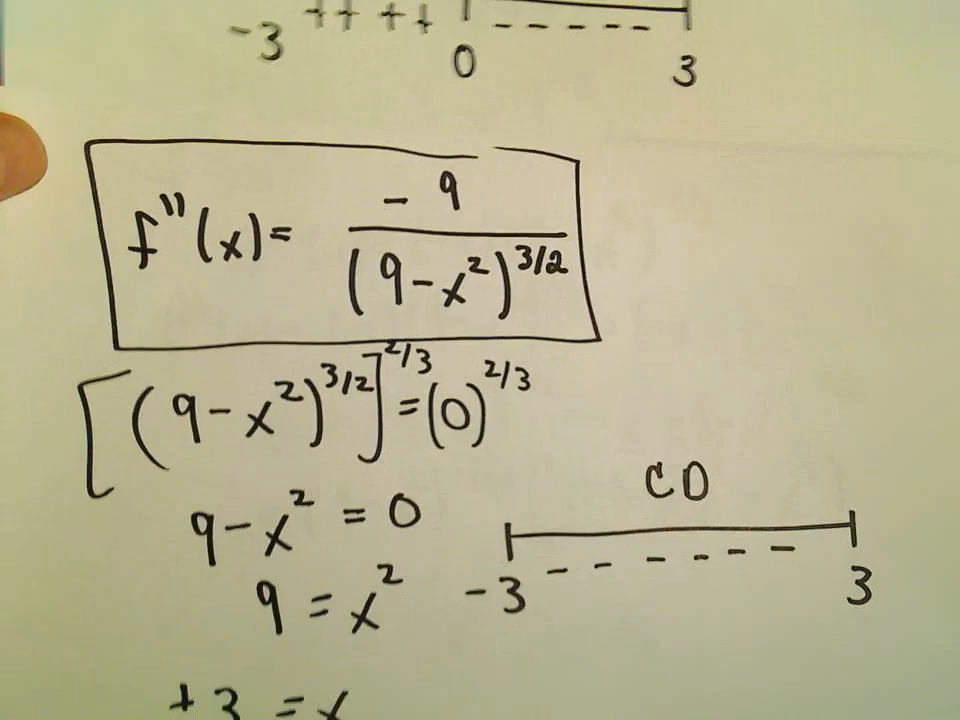 -3 ++++ 0 ----- 3
f''(x) = -9 / (9-x²)^3/2
[(9-x²)^3/2]^2/3 = (0)^2/3
9-x² = 0
9 = x²
+3 = x
CD
-3 ------ 3